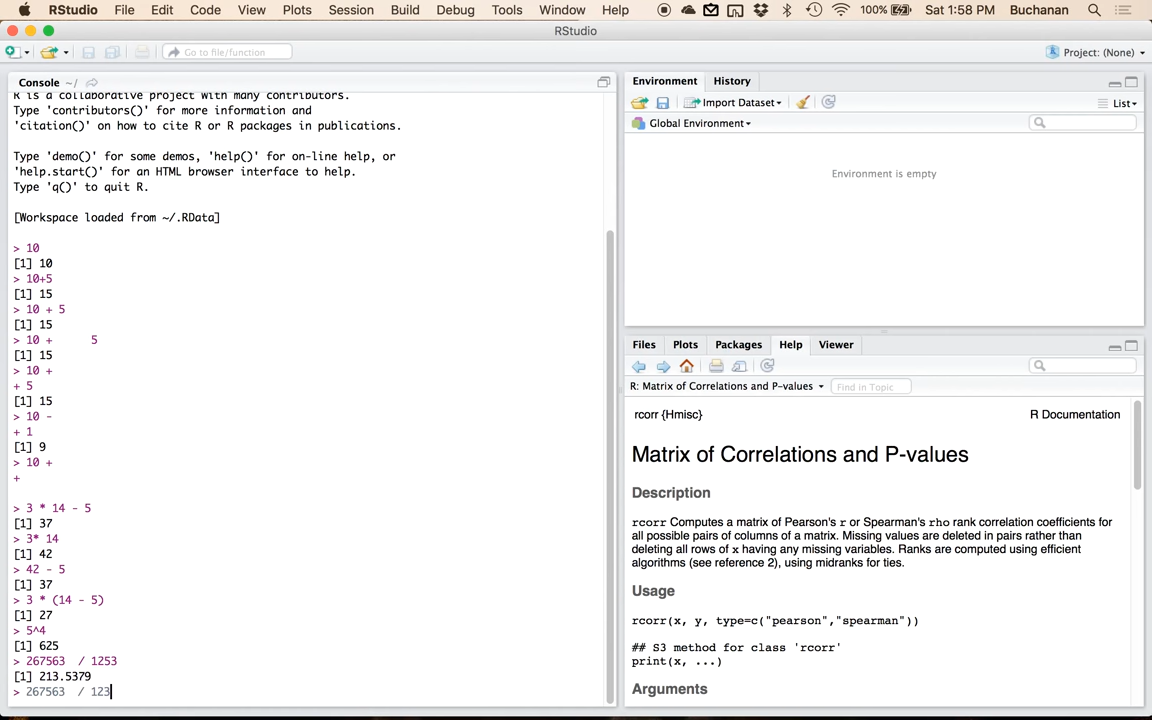 RStudio File Edit Code View Plots Session Build Debug Tools Window Help 100% Sat 1:58 PM Buchanan
RStudio
Go to file/function
Project: (None)
Console ~/
R is a collaborative project with many contributors.
Type 'contributors()' for more information and
'citation()' on how to cite R or R packages in publications.
Type 'demo()' for some demos, 'help()' for on-line help, or
'help.start()' for an HTML browser interface to help.
Type 'q()' to quit R.
[Workspace loaded from ~/.RData]
> 10
[1] 10
> 10+5
[1] 15
> 10 + 5
[1] 15
> 10 +      5
[1] 15
> 10 +
+ 5
[1] 15
> 10 -
+ 1
[1] 9
> 10 +
+
> 3 * 14 - 5
[1] 37
> 3* 14
[1] 42
> 42 - 5
[1] 37
> 3 * (14 - 5)
[1] 27
> 5^4
[1] 625
> 267563  / 1253
[1] 213.5379
> 267563  / 123
Environment History
Import Dataset
List
Global Environment
Environment is empty
Files Plots Packages Help Viewer
R: Matrix of Correlations and P-values
Find in Topic
rcorr {Hmisc} R Documentation
Matrix of Correlations and P-values
Description
rcorr Computes a matrix of Pearson's r or Spearman's rho rank correlation coefficients for
all possible pairs of columns of a matrix. Missing values are deleted in pairs rather than
deleting all rows of x having any missing variables. Ranks are computed using efficient
algorithms (see reference 2), using midranks for ties.
Usage
rcorr(x, y, type=c("pearson","spearman"))
## S3 method for class 'rcorr'
print(x, ...)
Arguments